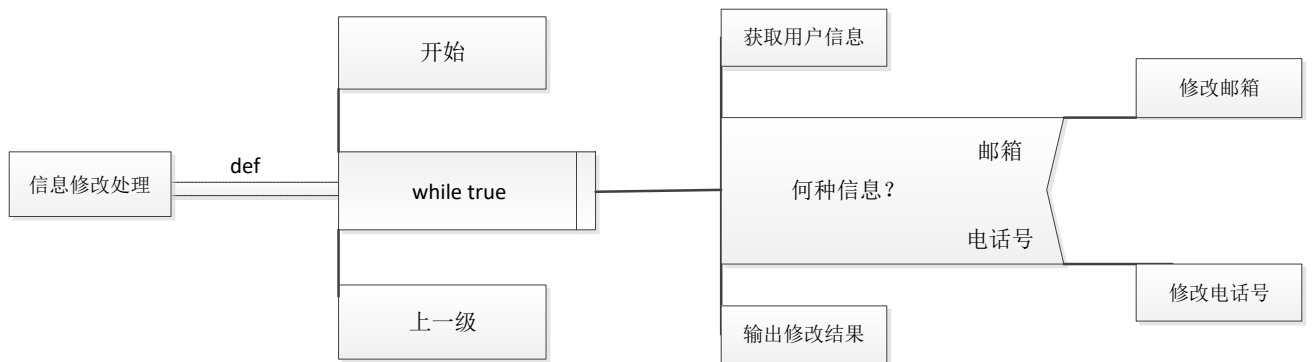 开始
获取用户信息
修改邮箱
def
信息修改处理
while true
邮箱
何种信息？
电话号
上一级
输出修改结果
修改电话号